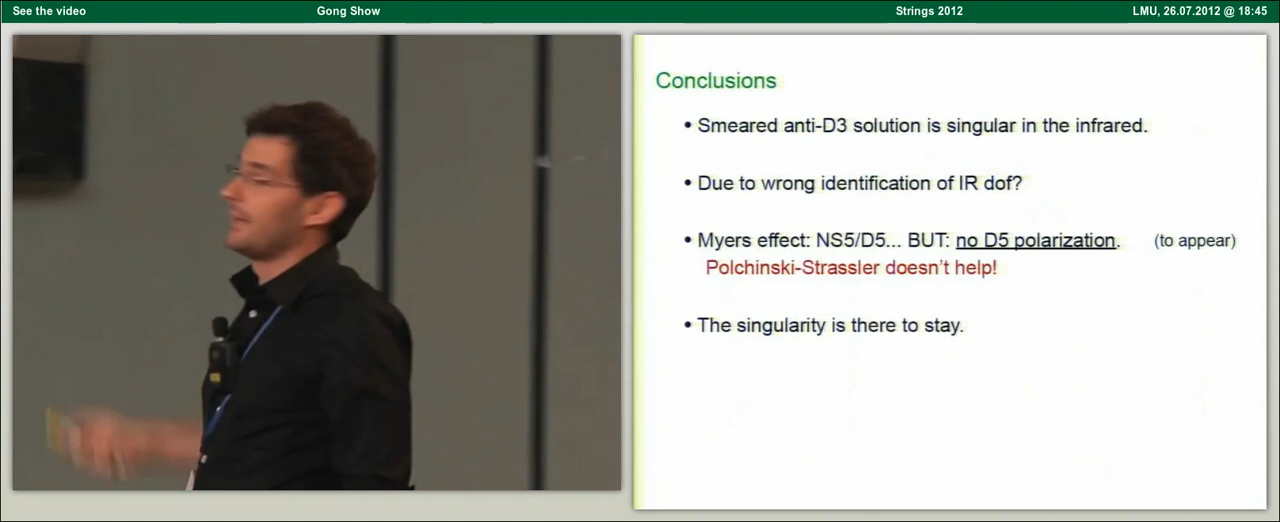 See the video Gong Show Strings 2012 LMU, 26.07.2012 @ 18:45
Conclusions
• Smeared anti-D3 solution is singular in the infrared.
• Due to wrong identification of IR dof?
• Myers effect: NS5/D5... BUT: no D5 polarization. (to appear)
Polchinski-Strassler doesn't help!
• The singularity is there to stay.